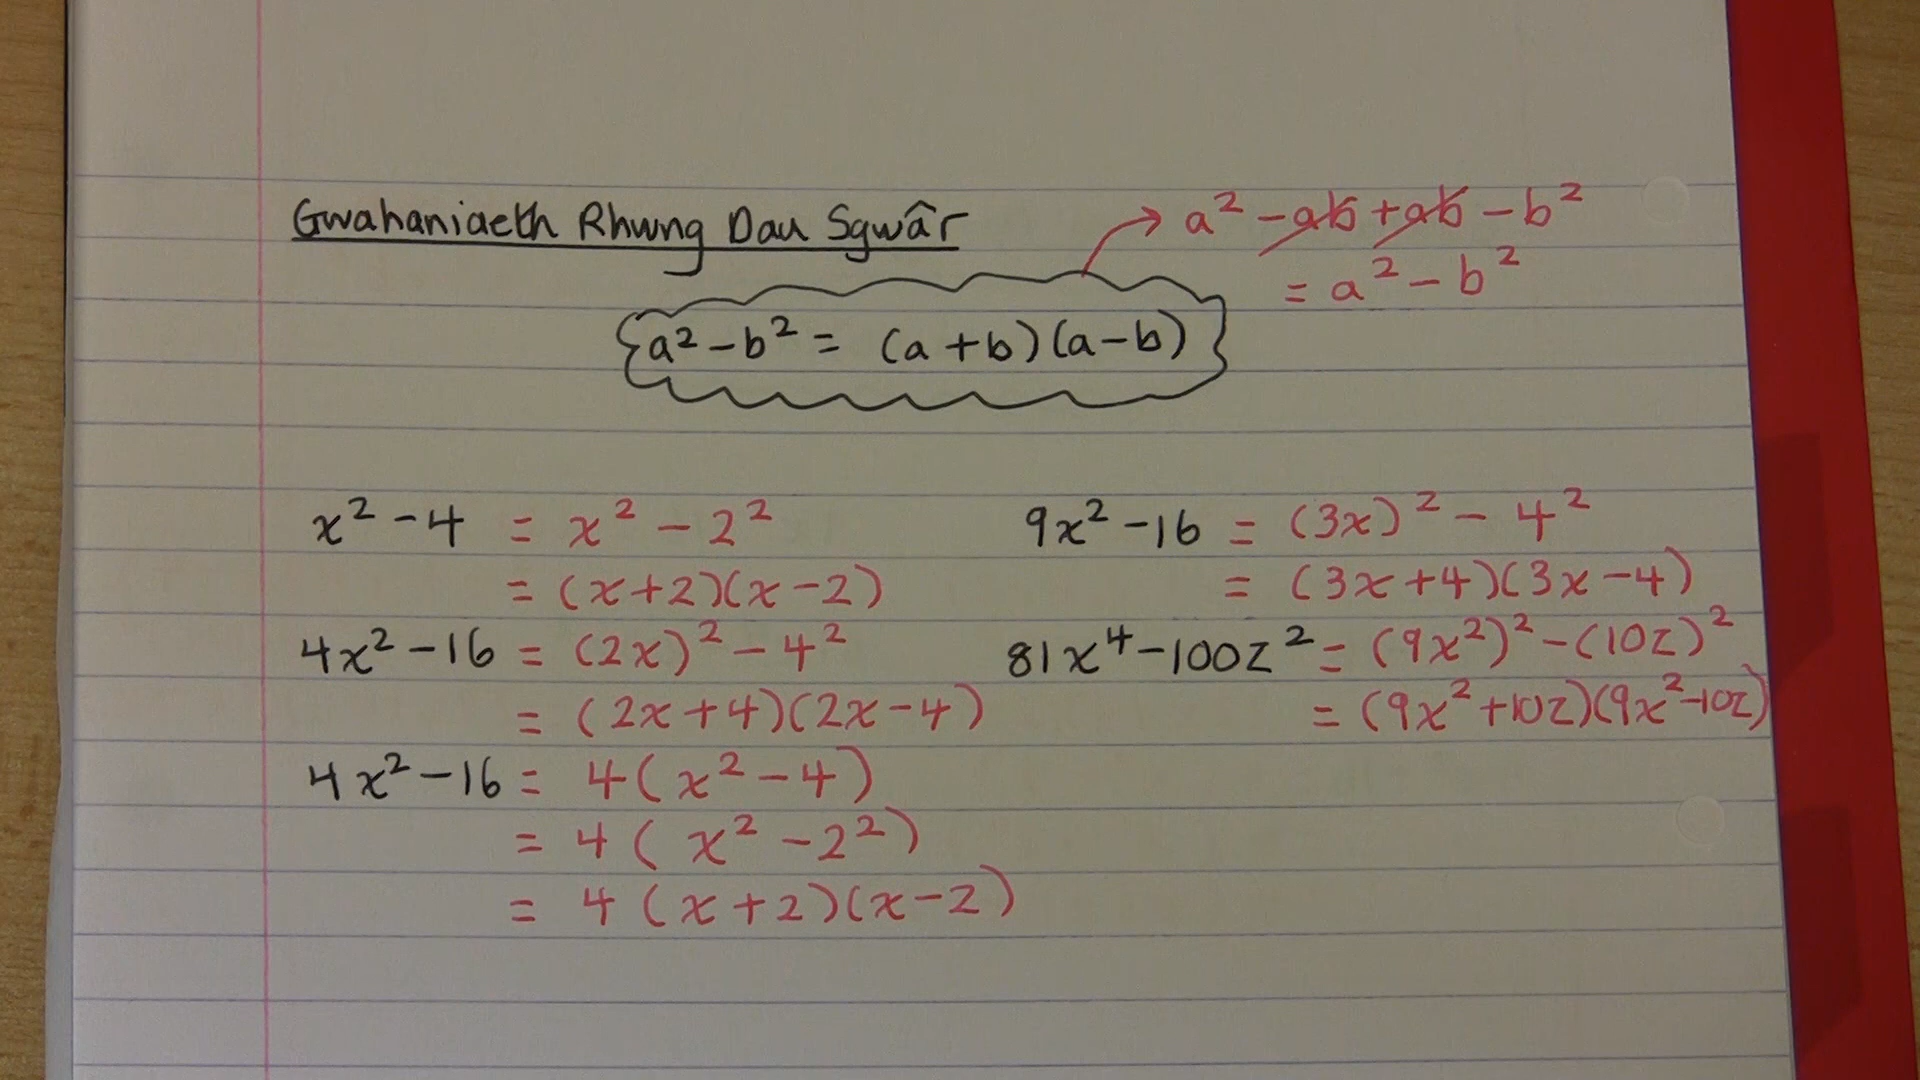 Gwahaniaeth Rhwng Dau Sgwâr
a² - ab + ab - b²
= a² - b²
a² - b² = (a + b)(a - b)
x² - 4 = x² - 2²
= (x + 2)(x - 2)
4x² - 16 = (2x)² - 4²
= (2x + 4)(2x - 4)
4x² - 16 = 4(x² - 4)
= 4(x² - 2²)
= 4(x + 2)(x - 2)
9x² - 16 = (3x)² - 4²
= (3x + 4)(3x - 4)
81x⁴ - 100z² = (9x²)² - (10z)²
= (9x² + 10z)(9x² - 10z)